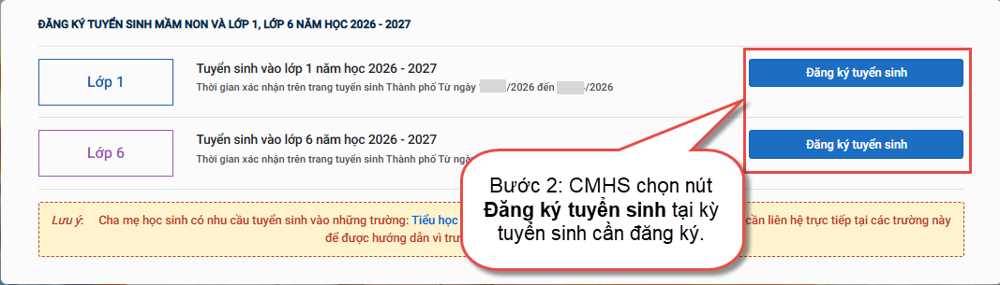 ĐĂNG KÝ TUYỂN SINH MẦM NON VÀ LỚP 1, LỚP 6 NĂM HỌC 2026 - 2027
Lớp 1
Tuyển sinh vào lớp 1 năm học 2026 - 2027
Thời gian xác nhận trên trang tuyển sinh Thành phố Từ ngày /2026 đến /2026
Đăng ký tuyển sinh
Lớp 6
Tuyển sinh vào lớp 6 năm học 2026 - 2027
Thời gian xác nhận trên trang tuyển sinh Thành phố Từ ngày
Đăng ký tuyển sinh
Bước 2: CMHS chọn nút
Đăng ký tuyển sinh tại kỳ
tuyển sinh cần đăng ký.
Lưu ý: Cha mẹ học sinh có nhu cầu tuyển sinh vào những trường: Tiểu học cần liên hệ trực tiếp tại các trường này
để được hướng dẫn vì